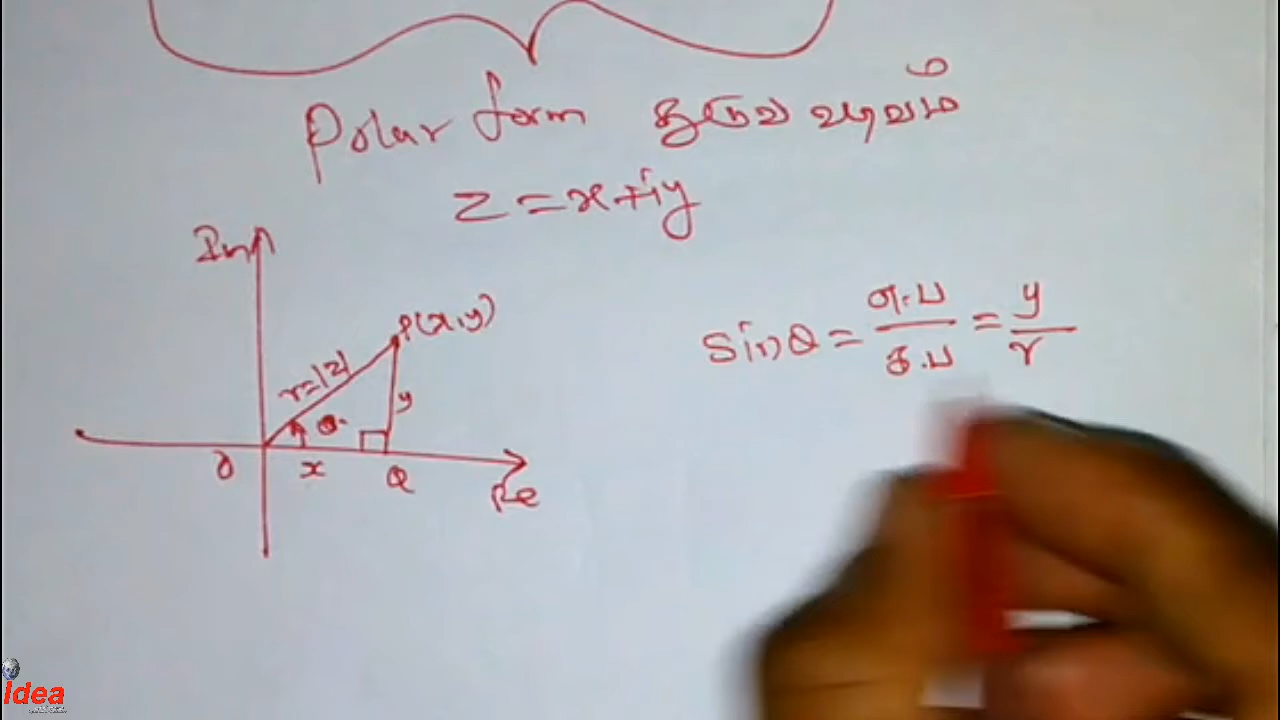 Polar form துருவ வடிவம்
z = x+iy
Im
P(x,y)
r=|z|
θ
y
O
x
Q
Re
sinθ = எ.ப / க.ப = y / r
Idea